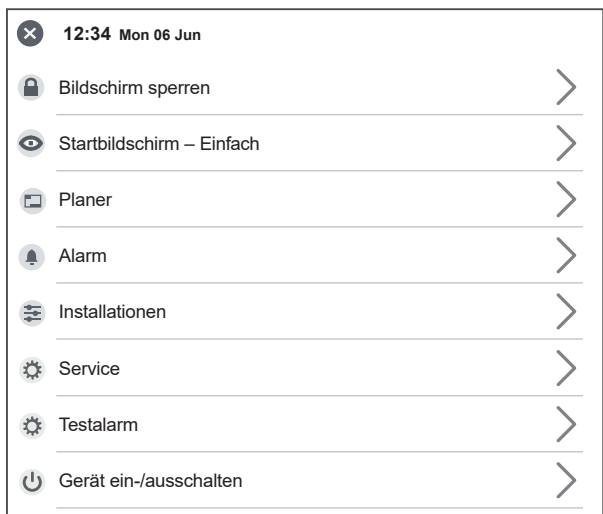 12:34 Mon 06 Jun
Bildschirm sperren
Startbildschirm – Einfach
Planer
Alarm
Installationen
Service
Testalarm
Gerät ein-/ausschalten